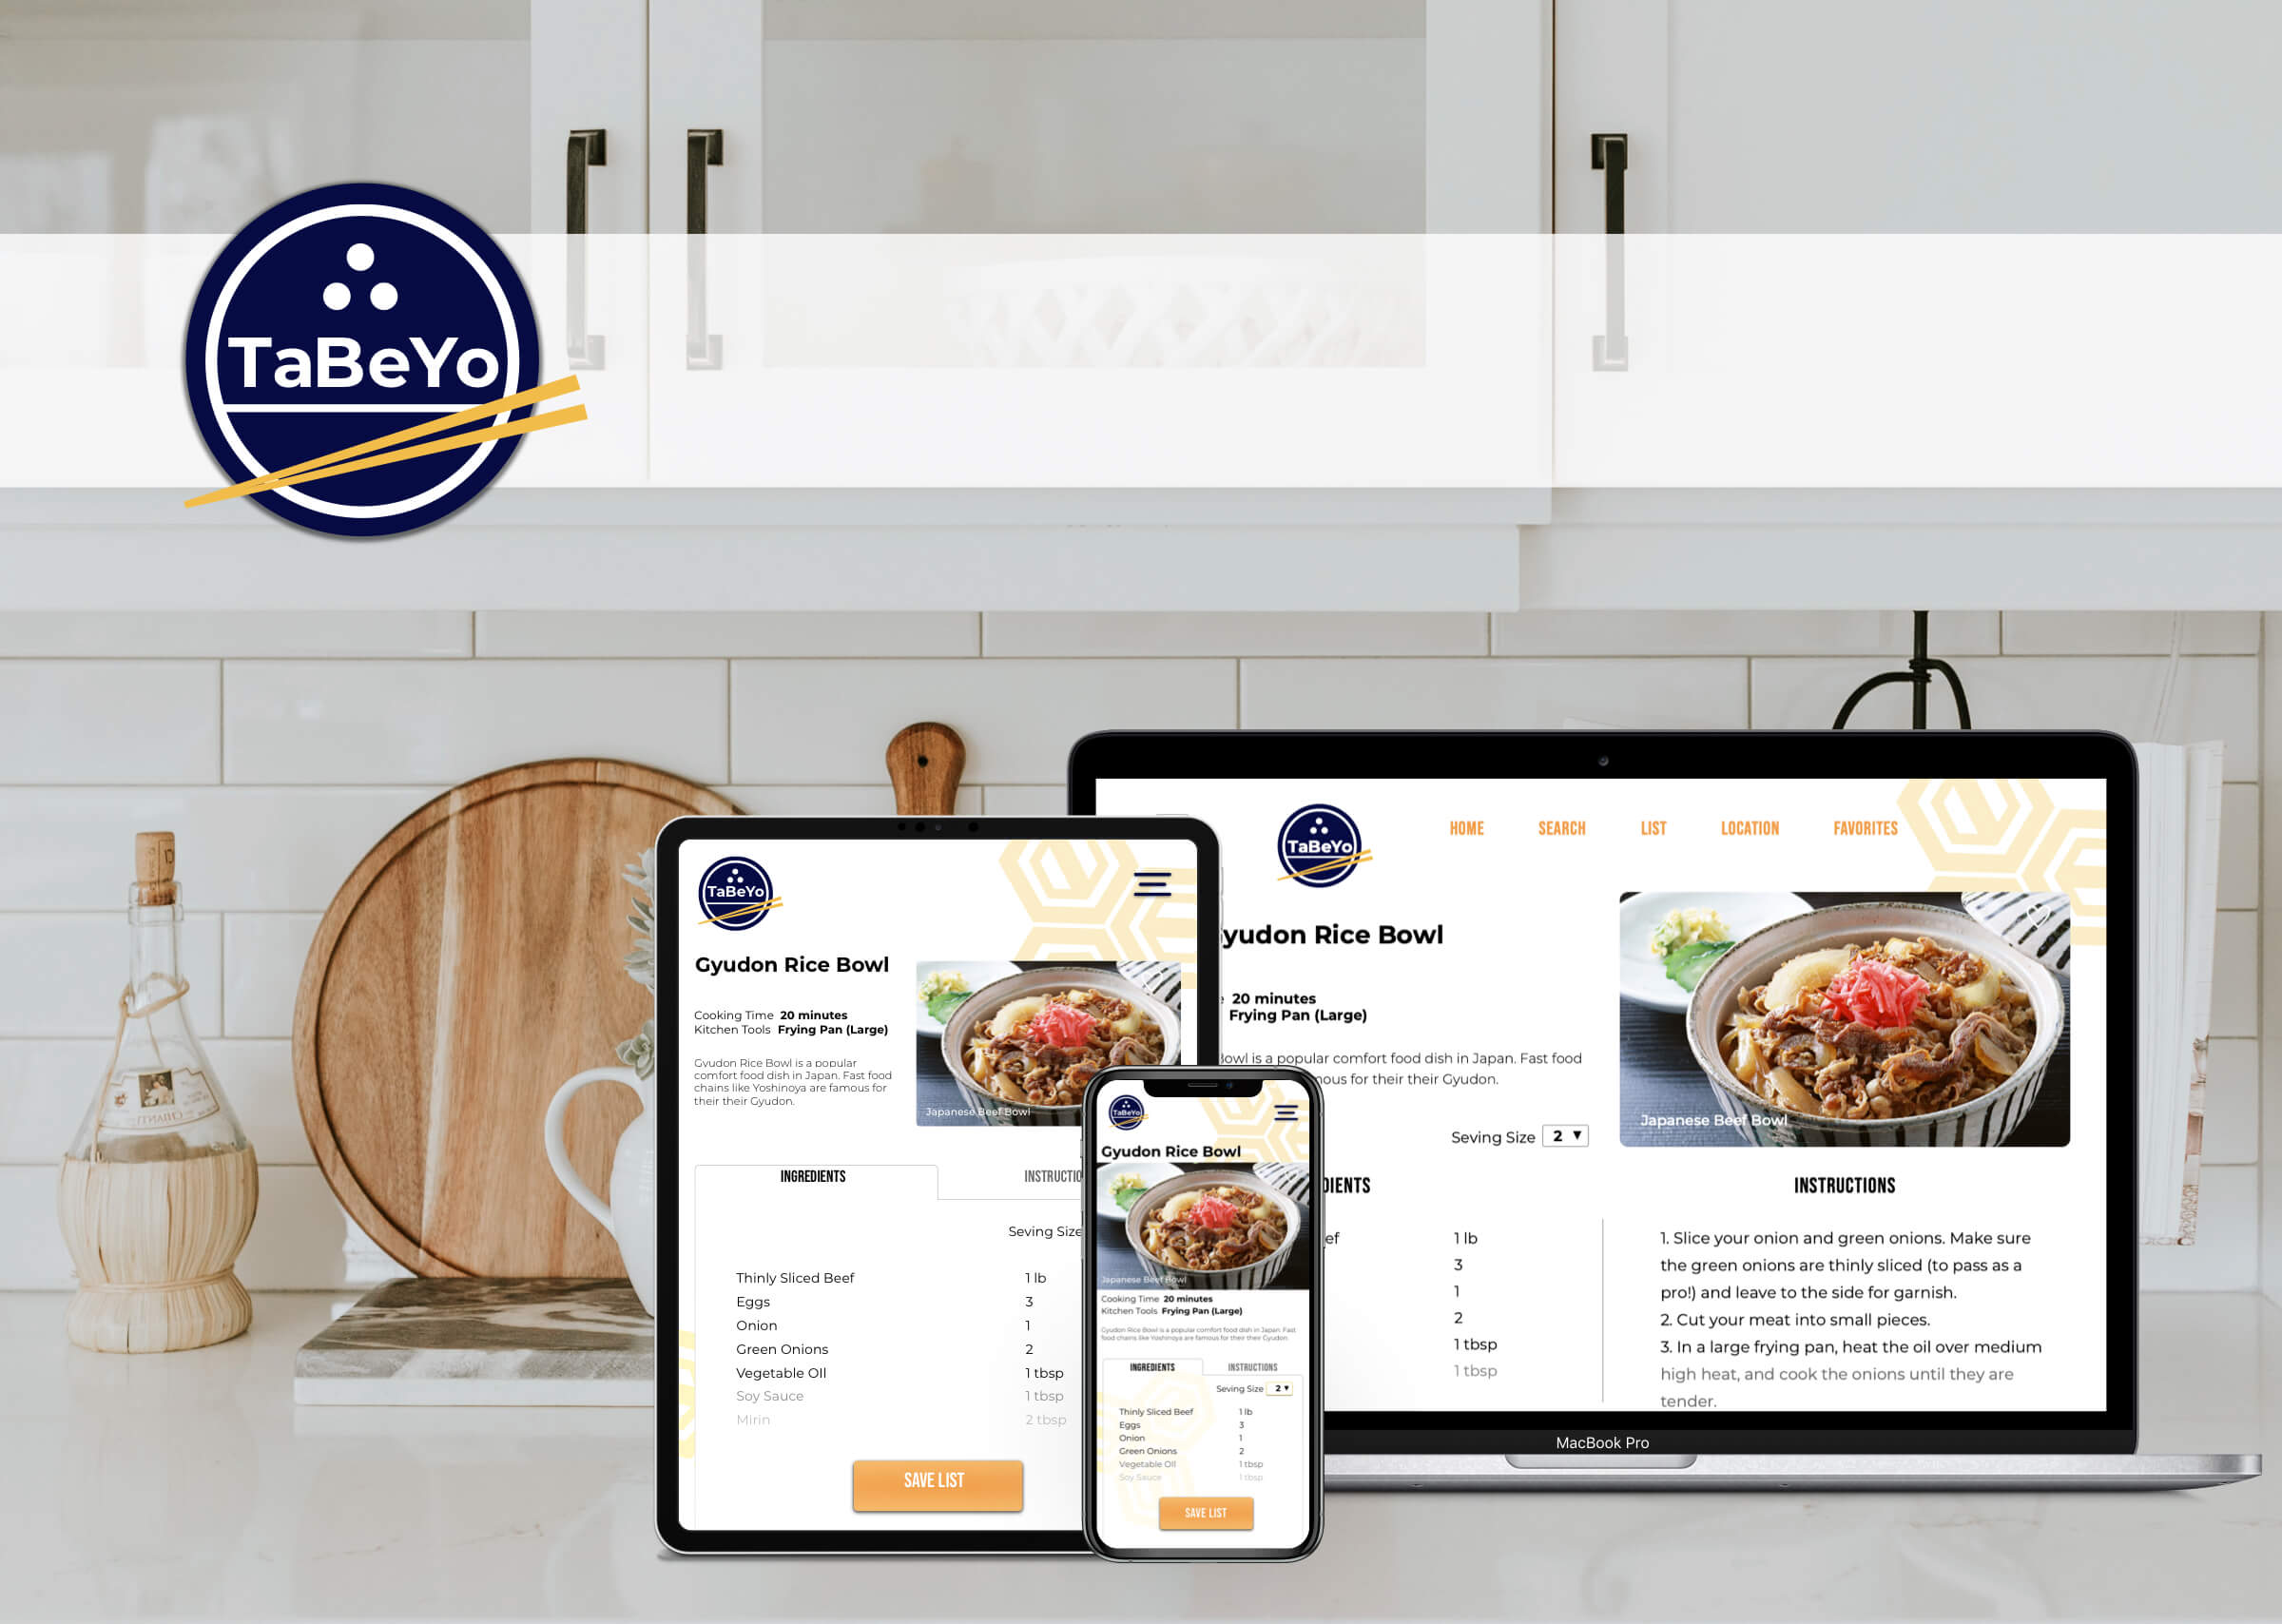 TaBeYo
TaBeYo
Gyudon Rice Bowl
Cooking Time 20 minutes
Kitchen Tools Frying Pan (Large)
Gyudon Rice Bowl is a popular
comfort food dish in Japan. Fast food
chains like Yoshinoya are famous for
their their Gyudon.
Japanese Beef Bowl
INGREDIENTS
INSTRUCTIO
Seving Size
Thinly Sliced Beef 1 lb
Eggs 3
Onion 1
Green Onions 2
Vegetable OIl 1 tbsp
Soy Sauce 1 tbsp
MIrin 2 tbsp
SAVE LIST
TaBeYo
Gyudon Rice Bowl
Japanese Beef Bowl
Cooking Time 20 minutes
Kitchen Tools Frying Pan (Large)
Gyudon Rice Bowl is a popular comfort food dish in Japan. Fast
food chains like Yoshinoya are famous for their their Gyudon.
INGREDIENTS
INSTRUCTIONS
Seving Size 2 ▼
Thinly Sliced Beef 1 lb
Eggs 3
Onion 1
Green Onions 2
Vegetable OIl 1 tbsp
Soy Sauce 1 tbsp
SAVE LIST
TaBeYo
HOME SEARCH LIST LOCATION FAVORITES
yudon Rice Bowl
e 20 minutes
Frying Pan (Large)
Bowl is a popular comfort food dish in Japan. Fast food
nous for their their Gyudon.
Seving Size 2 ▼
Japanese Beef Bowl
DIENTS
ef 1 lb
3
1
2
1 tbsp
1 tbsp
INSTRUCTIONS
1. Slice your onion and green onions. Make sure
the green onions are thinly sliced (to pass as a
pro!) and leave to the side for garnish.
2. Cut your meat into small pieces.
3. In a large frying pan, heat the oil over medium
high heat, and cook the onions until they are
tender.
MacBook Pro